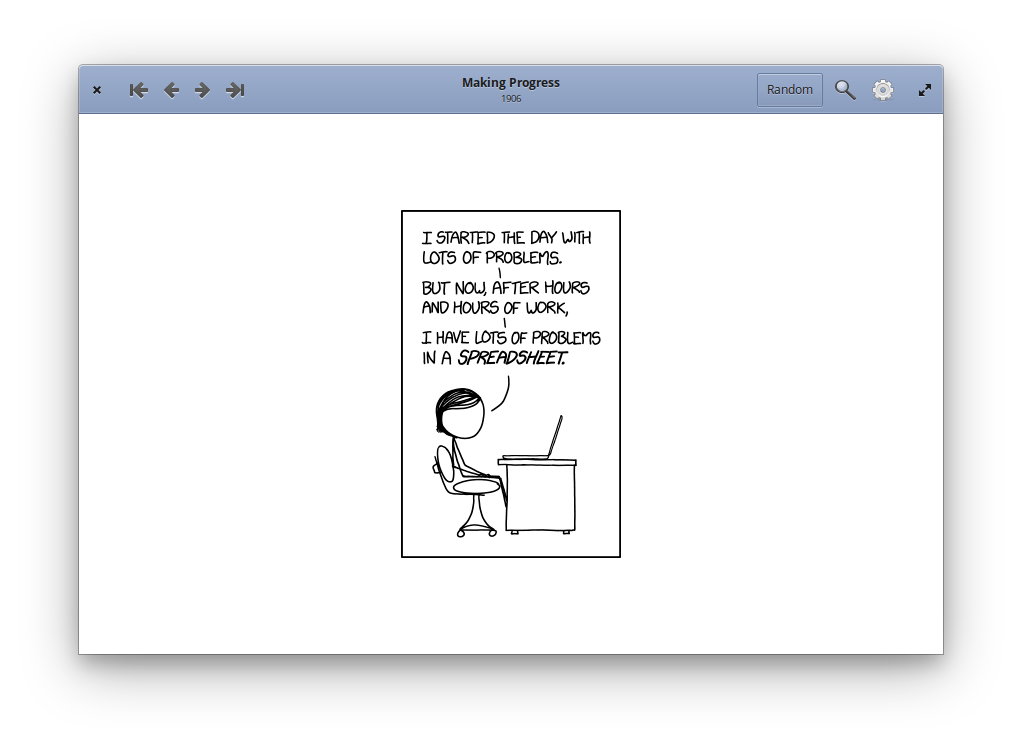 Making Progress
1906
Random
I STARTED THE DAY WITH
LOTS OF PROBLEMS.
BUT NOW, AFTER HOURS
AND HOURS OF WORK,
I HAVE LOTS OF PROBLEMS
IN A SPREADSHEET.